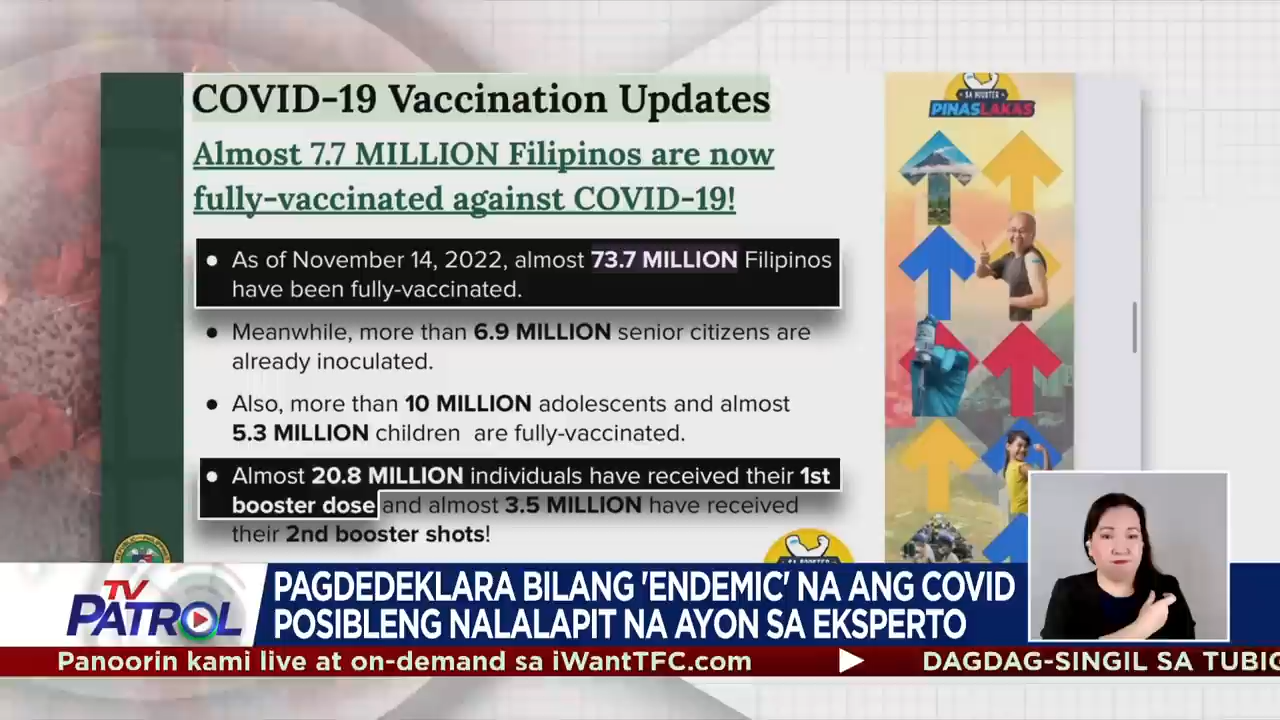 COVID-19 Vaccination Updates
Almost 7.7 MILLION Filipinos are now
fully-vaccinated against COVID-19!
● As of November 14, 2022, almost 73.7 MILLION Filipinos
have been fully-vaccinated.
● Meanwhile, more than 6.9 MILLION senior citizens are
already inoculated.
● Also, more than 10 MILLION adolescents and almost
5.3 MILLION children are fully-vaccinated.
● Almost 20.8 MILLION individuals have received their 1st
booster dose and almost 3.5 MILLION have received
their 2nd booster shots!
SA BOOSTER
PINASLAKAS
TV
PATROL
PAGDEDEKLARA BILANG 'ENDEMIC' NA ANG COVID
POSIBLENG NALALAPIT NA AYON SA EKSPERTO
Panoorin kami live at on-demand sa iWantTFC.com
DAGDAG-SINGIL SA TUBIG